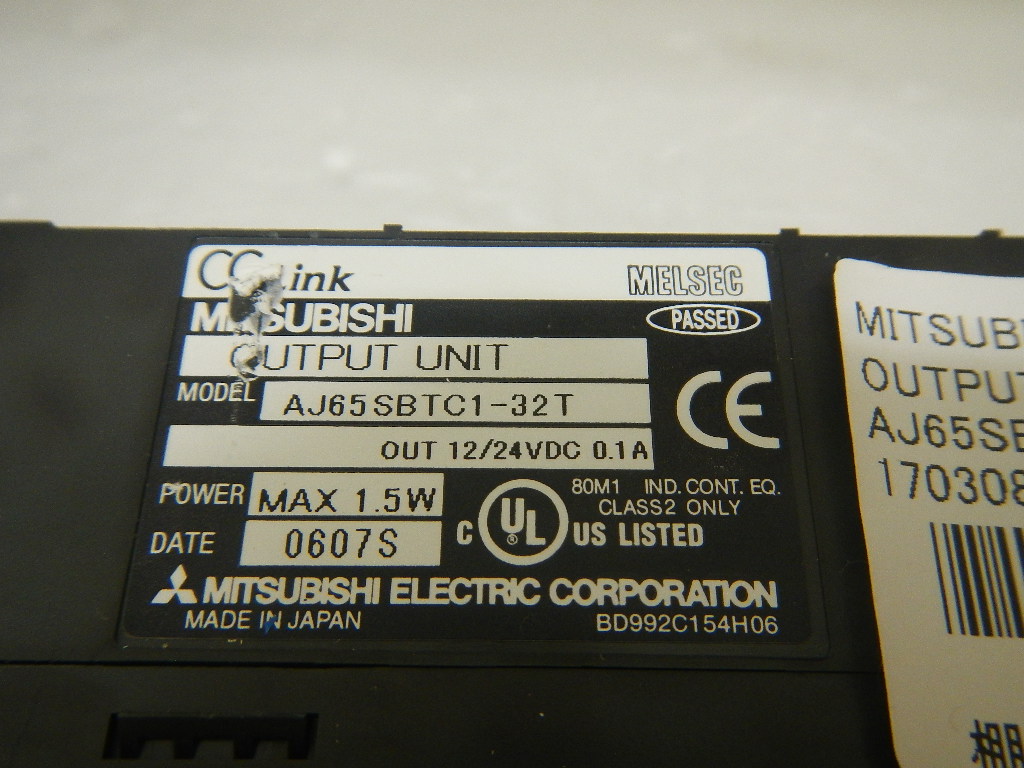 CC-Link MELSEC
MITSUBISHI PASSED
OUTPUT UNIT
MODEL AJ65SBTC1-32T
CE
OUT 12/24VDC 0.1A
POWER MAX 1.5W
DATE 0607S
C UL® US LISTED
80M1 IND. CONT. EQ.
CLASS2 ONLY
MITSUBISHI ELECTRIC CORPORATION
MADE IN JAPAN BD992C154H06
MITSUB
OUTPUT
AJ65SB
170308
棚